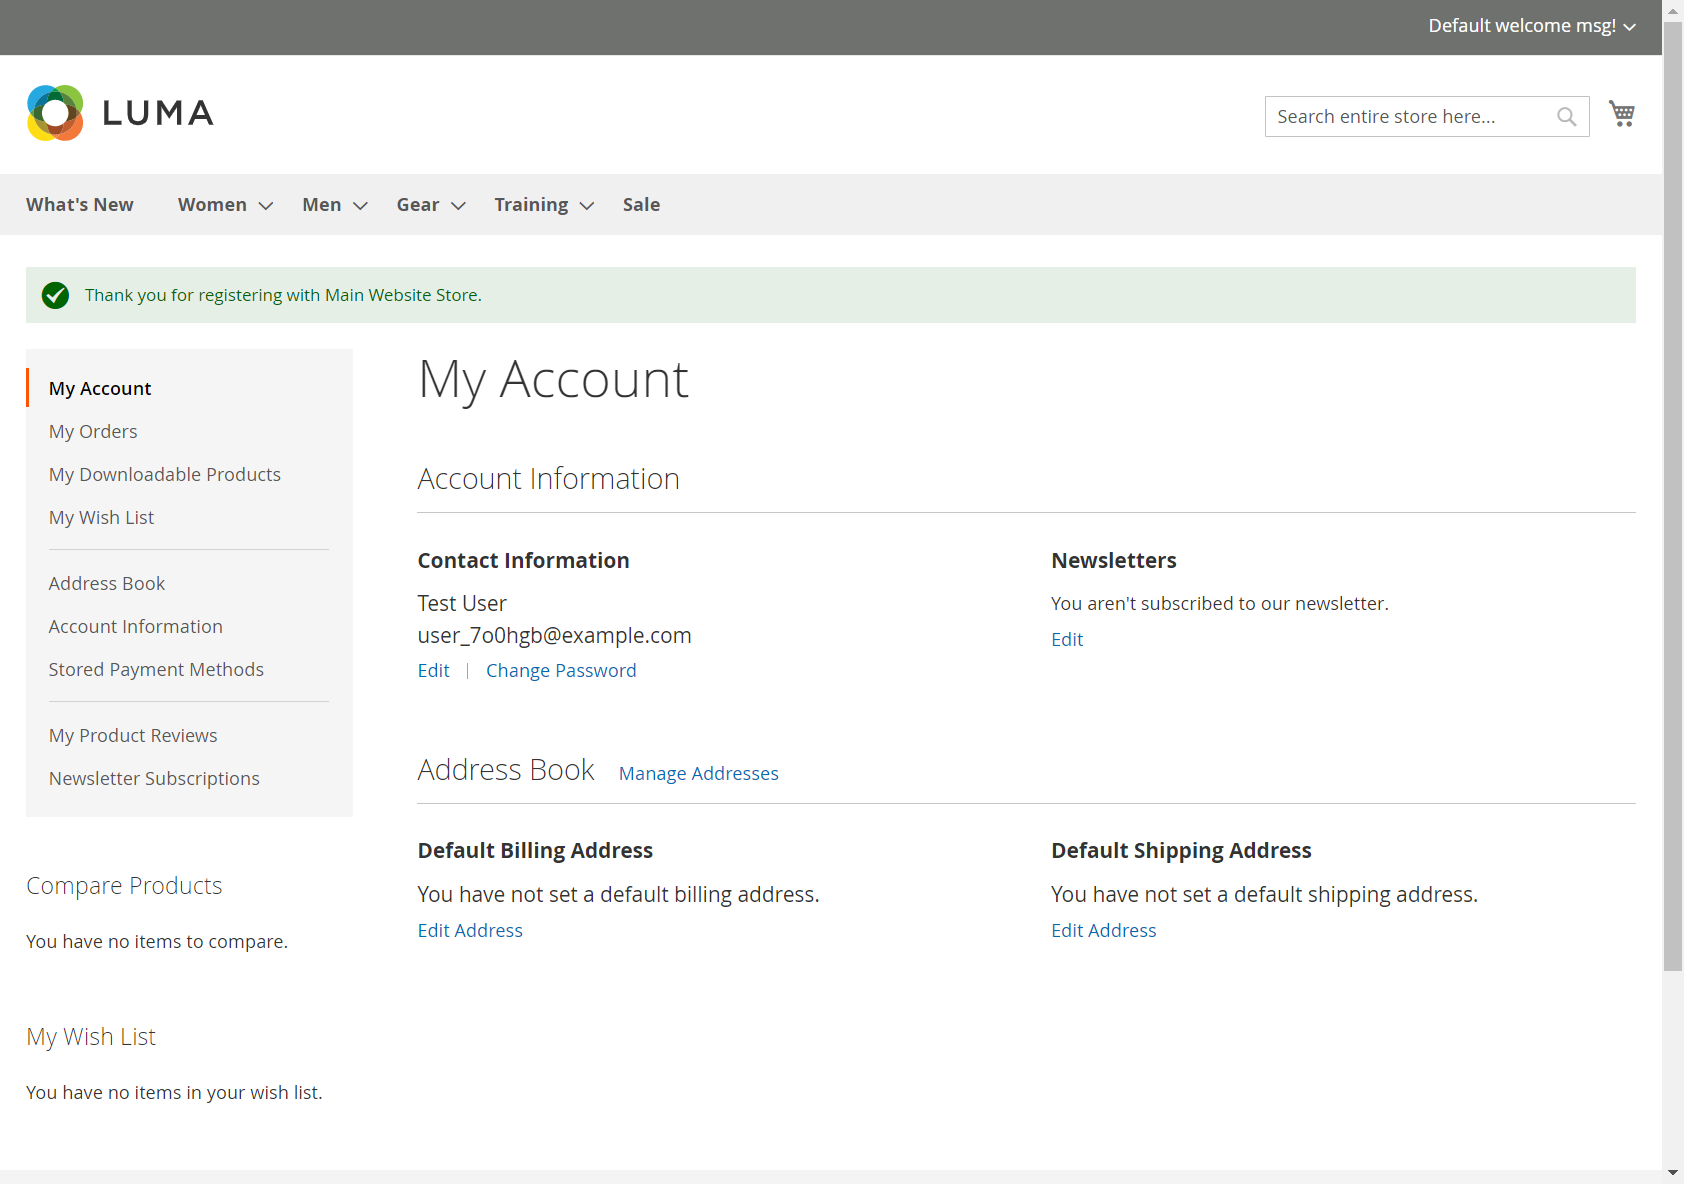 Default welcome msg!
LUMA
Search entire store here...
What's New Women Men Gear Training Sale
Thank you for registering with Main Website Store.
My Account
My Orders
My Downloadable Products
My Wish List
Address Book
Account Information
Stored Payment Methods
My Product Reviews
Newsletter Subscriptions
Compare Products
You have no items to compare.
My Wish List
You have no items in your wish list.
My Account
Account Information
Contact Information
Test User
user_7o0hgb@example.com
Edit | Change Password
Newsletters
You aren't subscribed to our newsletter.
Edit
Address Book Manage Addresses
Default Billing Address
You have not set a default billing address.
Edit Address
Default Shipping Address
You have not set a default shipping address.
Edit Address